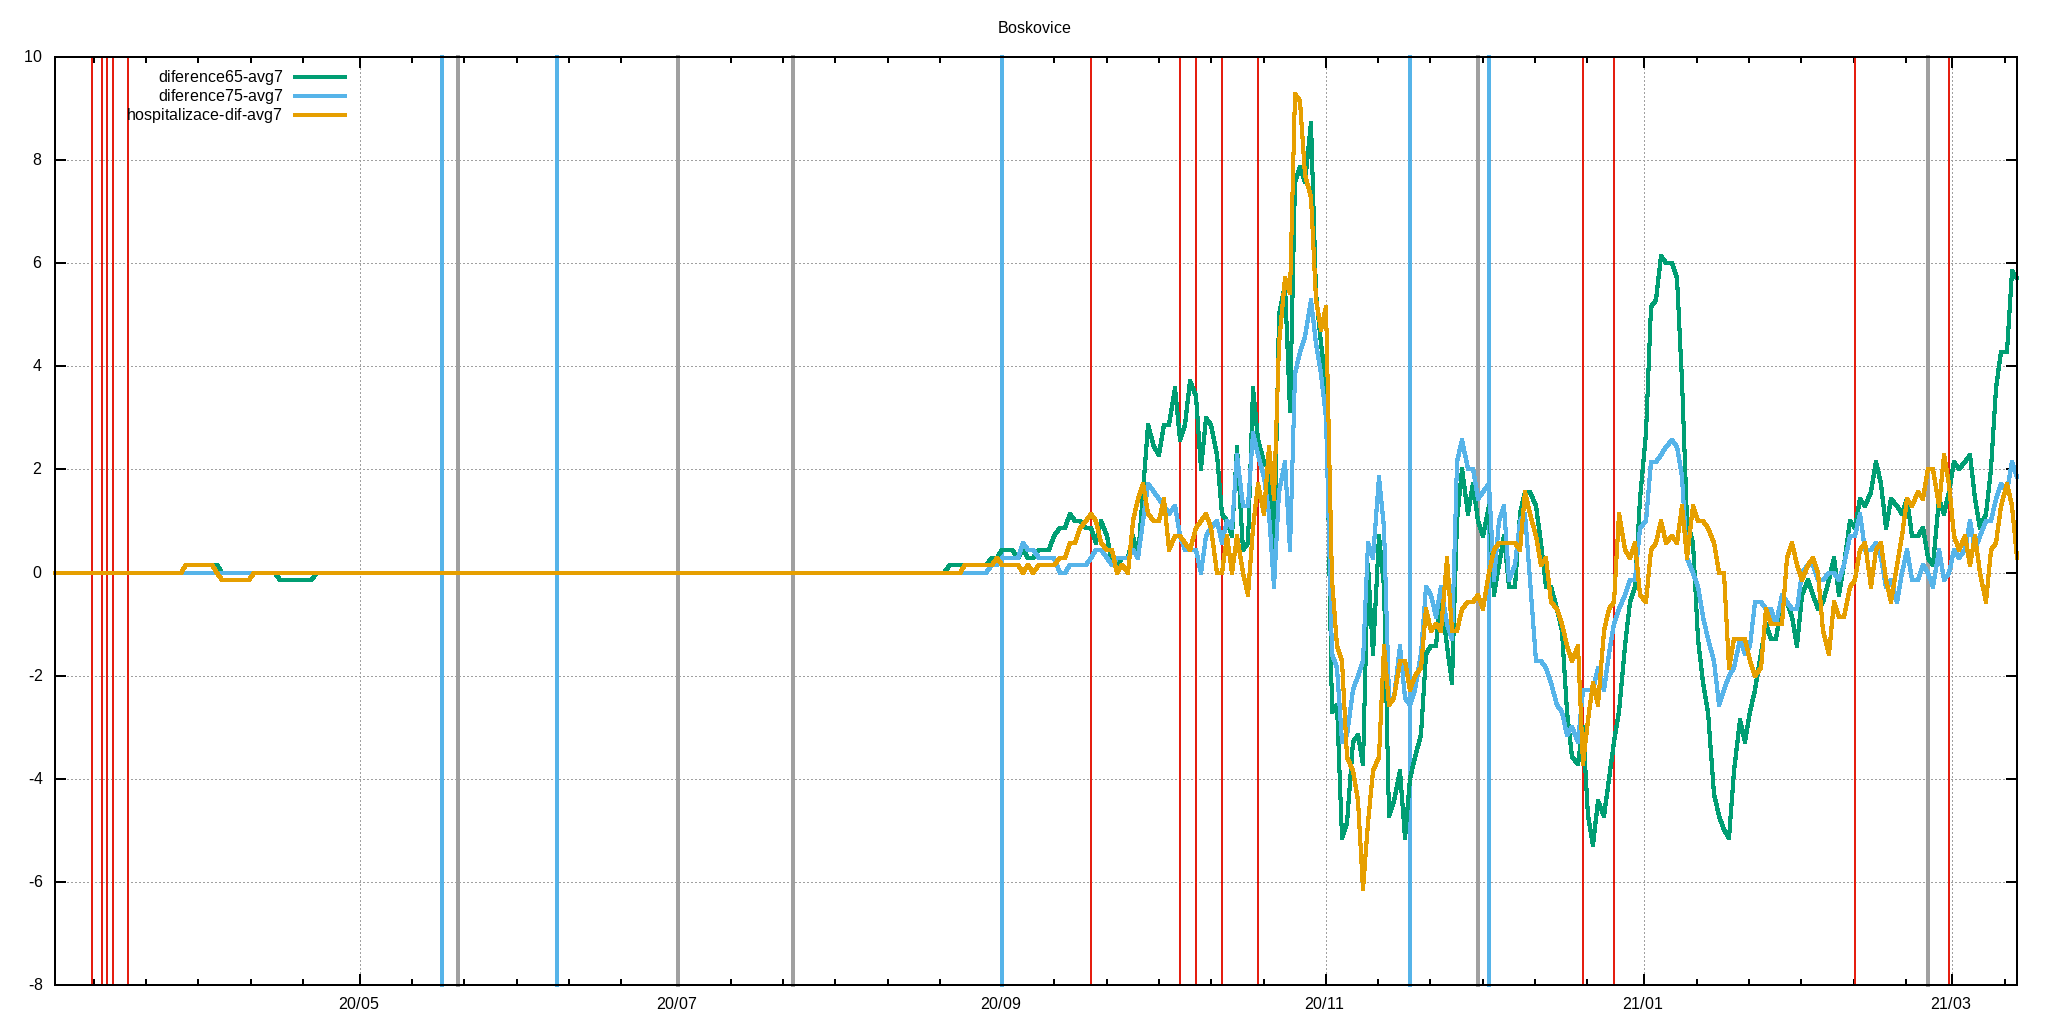 Boskovice
10
8
6
4
2
0
-2
-4
-6
-8
diference65-avg7
diference75-avg7
hospitalizace-dif-avg7
20/05 20/07 20/09 20/11 21/01 21/03